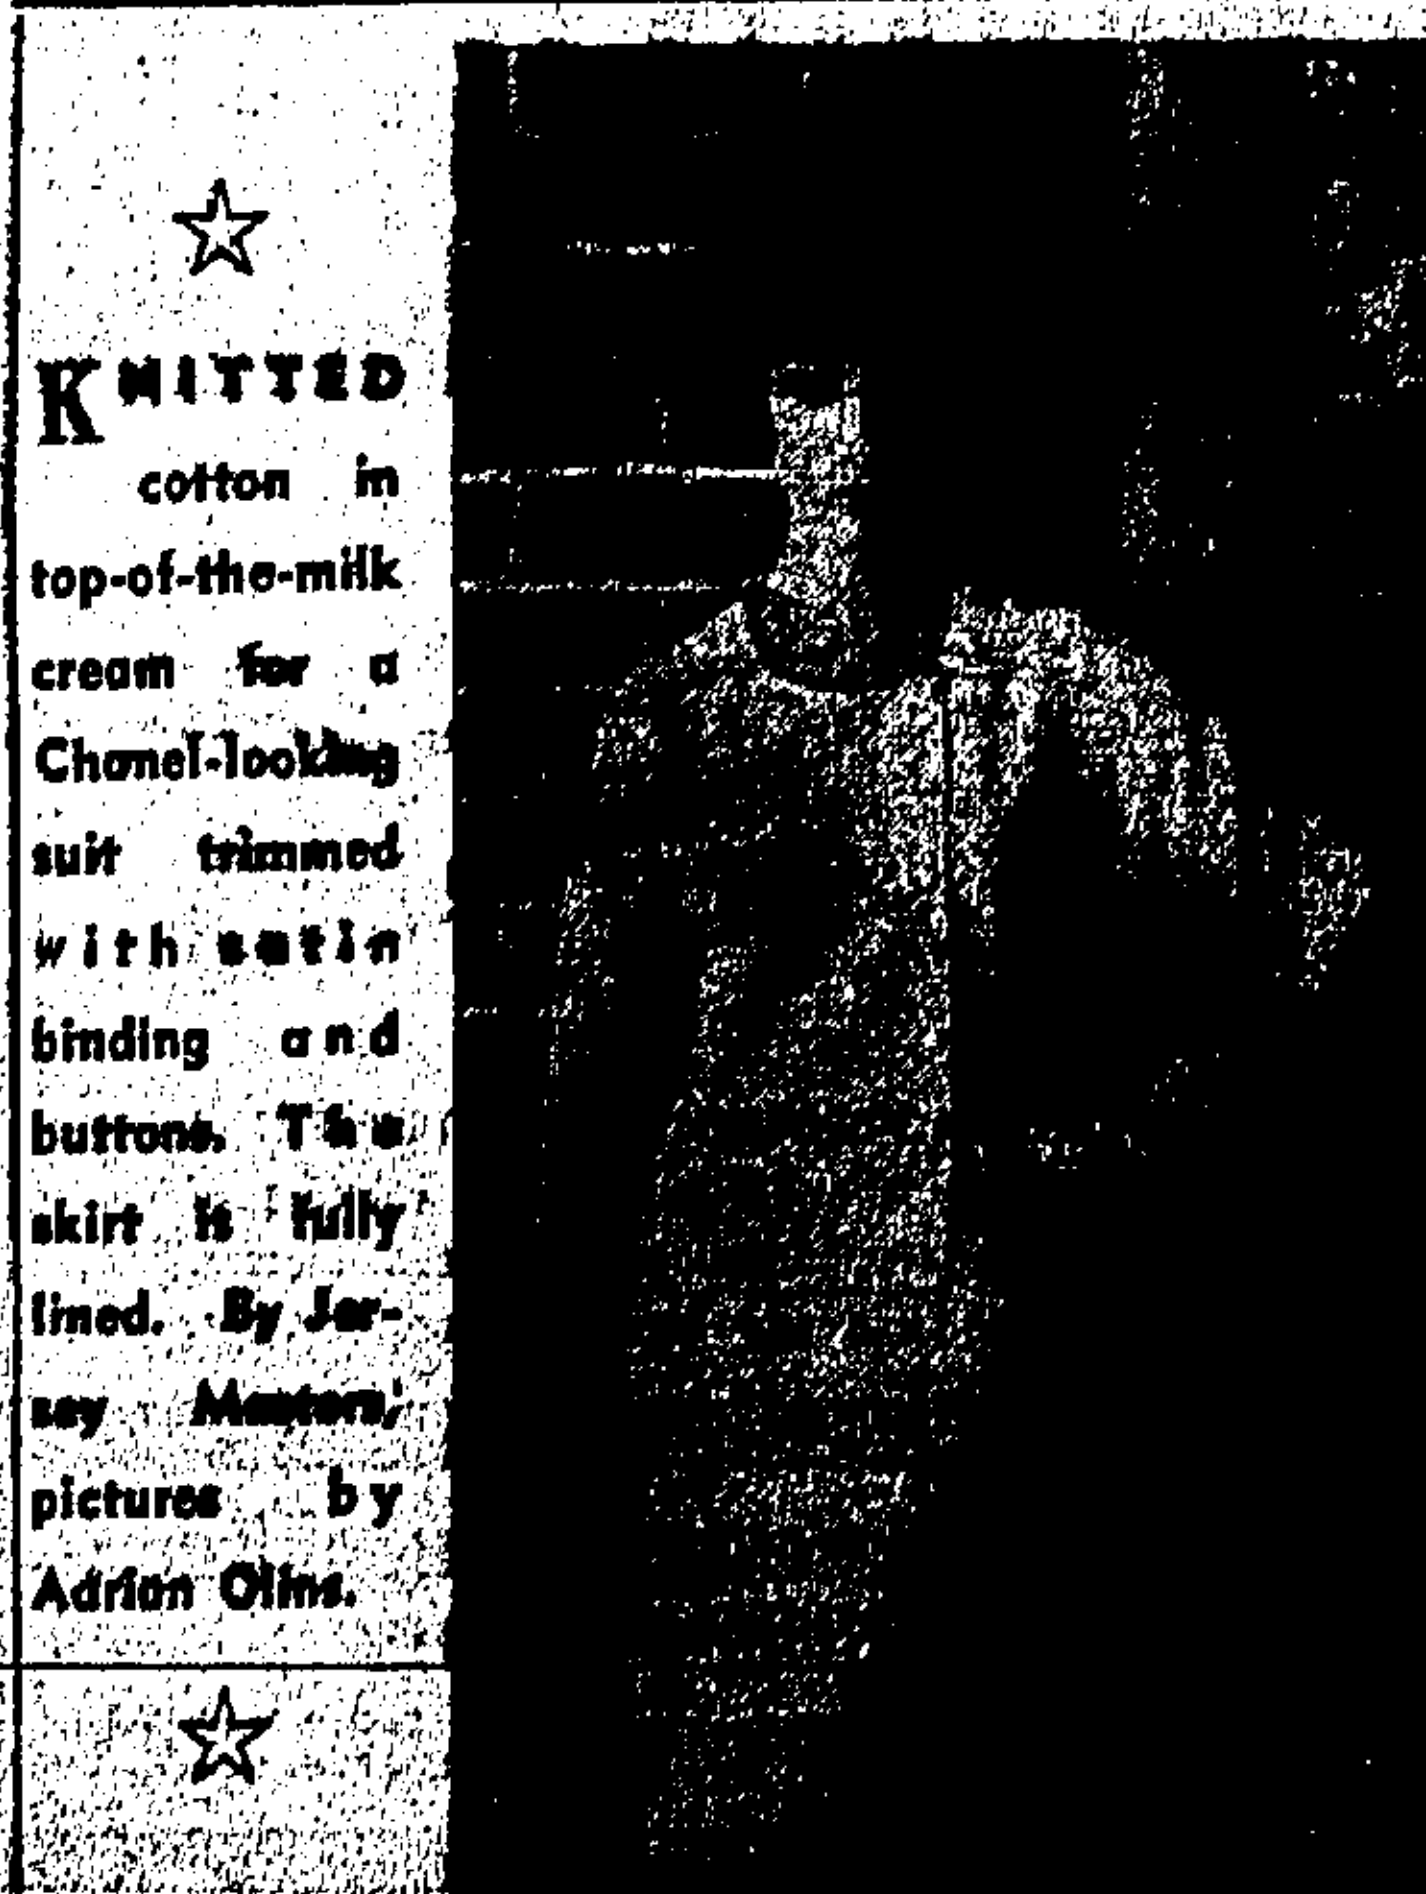 KNITTED
cotton in
top-of-the-milk
cream for a
Chanel-looking
suit trimmed
with satin
binding and
buttons. The
skirt is fully
lined. By Jer-
sey Masters,
pictures by
Adrian Olins.